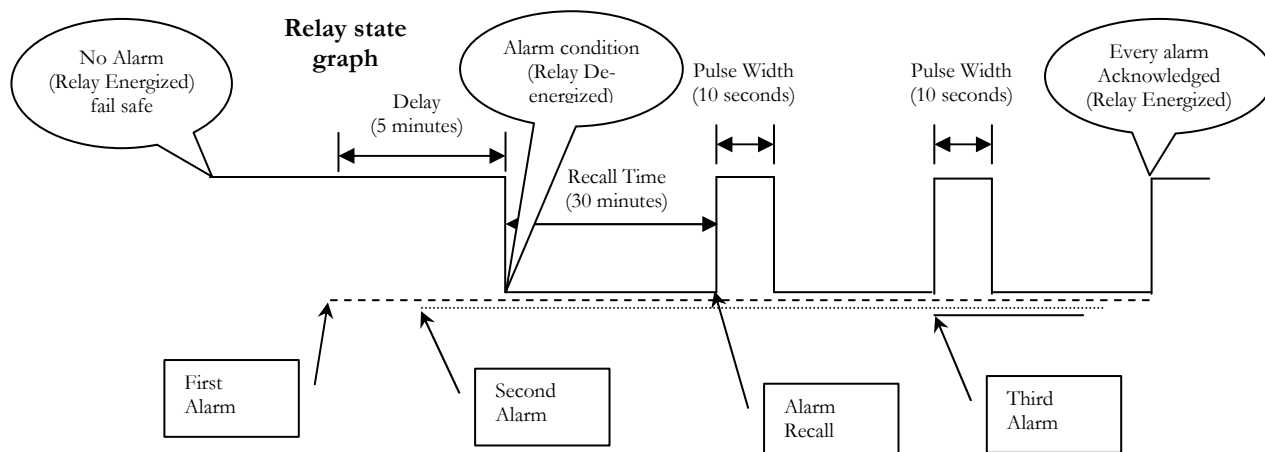 Relay state
graph
No Alarm
(Relay Energized)
fail safe
Delay
(5 minutes)
Alarm condition
(Relay De-
energized)
Pulse Width
(10 seconds)
Pulse Width
(10 seconds)
Every alarm
Acknowledged
(Relay Energized)
Recall Time
(30 minutes)
First
Alarm
Second
Alarm
Alarm
Recall
Third
Alarm